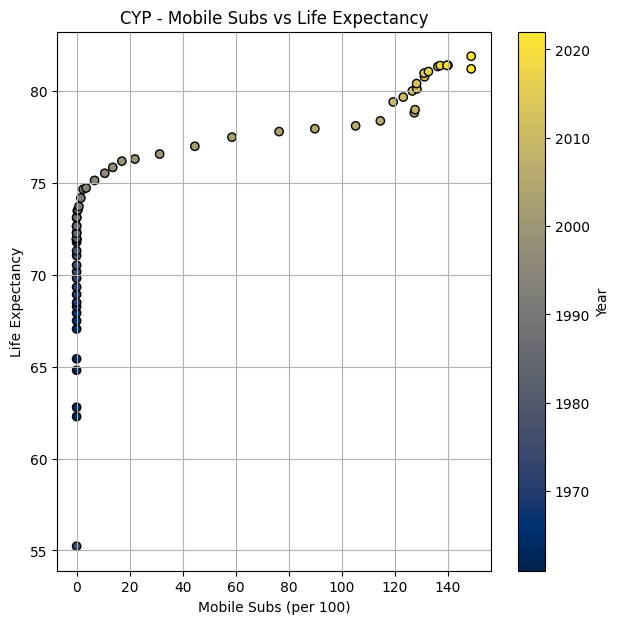 CYP - Mobile Subs vs Life Expectancy
80
75
70
65
60
55
Life Expectancy
0 20 40 60 80 100 120 140
Mobile Subs (per 100)
2020
2010
2000
1990
1980
1970
Year